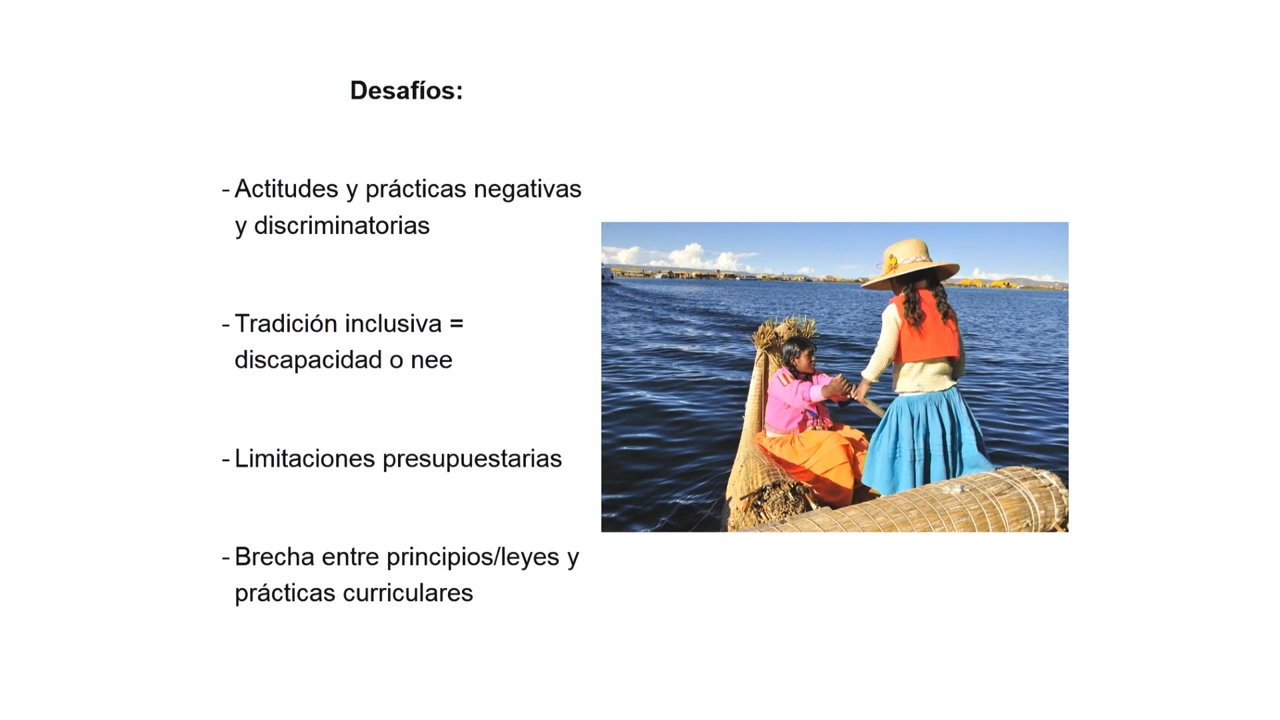 Desafíos:
- Actitudes y prácticas negativas
y discriminatorias
- Tradición inclusiva =
discapacidad o nee
- Limitaciones presupuestarias
- Brecha entre principios/leyes y
prácticas curriculares